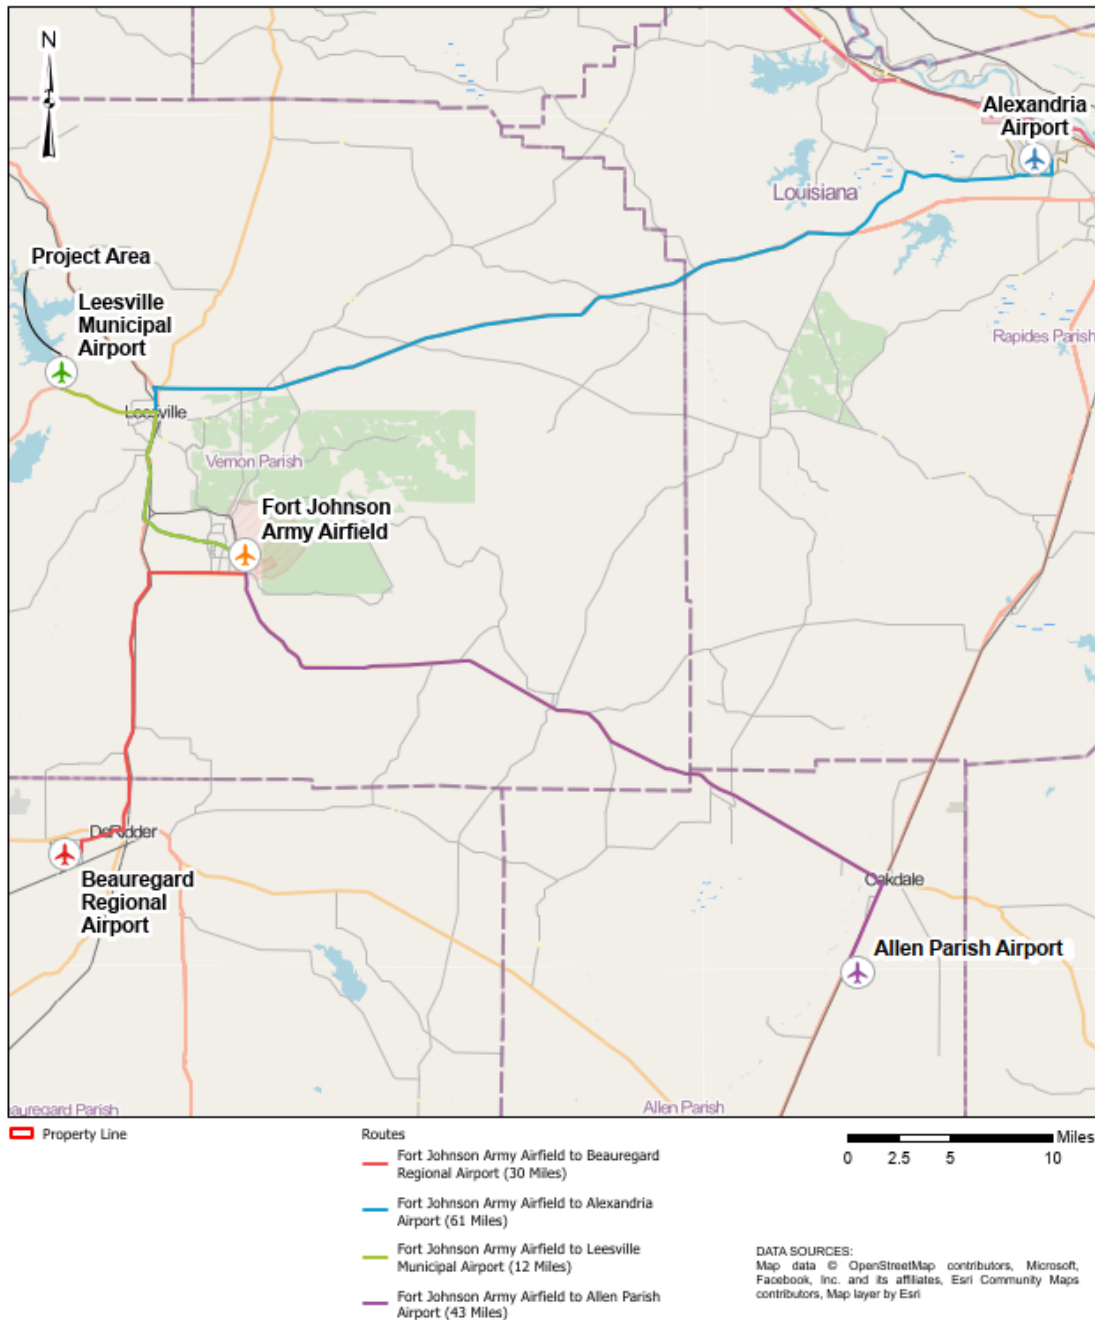 N
Alexandria
Airport
Louisiana
Project Area
Leesville
Municipal
Airport
Rapides Parish
Leesville
Vernon Parish
Fort Johnson
Army Airfield
DeRidder
Beauregard
Regional
Airport
Oakdale
Allen Parish Airport
eauregard Parish
Allen Parish
Property Line
Routes
Fort Johnson Army Airfield to Beauregard
Regional Airport (30 Miles)
Fort Johnson Army Airfield to Alexandria
Airport (61 Miles)
Fort Johnson Army Airfield to Leesville
Municipal Airport (12 Miles)
Fort Johnson Army Airfield to Allen Parish
Airport (43 Miles)
Miles
0 2.5 5 10
DATA SOURCES:
Map data © OpenStreetMap contributors, Microsoft,
Facebook, Inc. and its affiliates, Esri Community Maps
contributors, Map layer by Esri